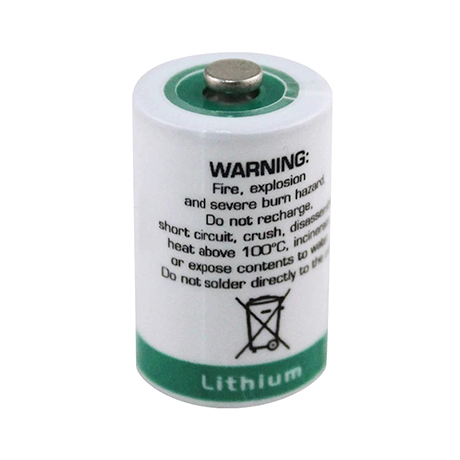 WARNING:
Fire, explosion
and severe burn hazard.
Do not recharge,
short circuit, crush,
heat above 100°C,
or expose contents to
Do not solder directly to the
Lithium